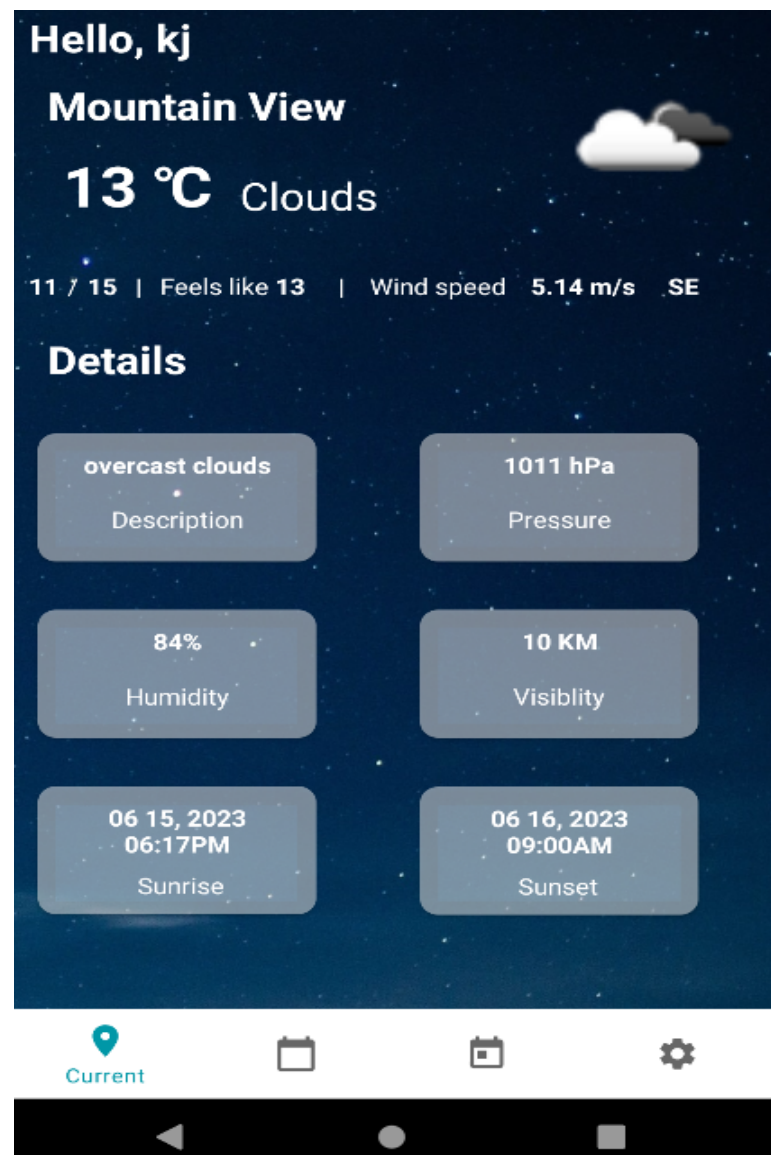 Hello, kj
Mountain View
13 ℃ Clouds
11 / 15 | Feels like 13 | Wind speed 5.14 m/s SE
Details
overcast clouds
Description
1011 hPa
Pressure
84%
Humidity
10 KM
Visiblity
06 15, 2023
06:17PM
Sunrise
06 16, 2023
09:00AM
Sunset
Current